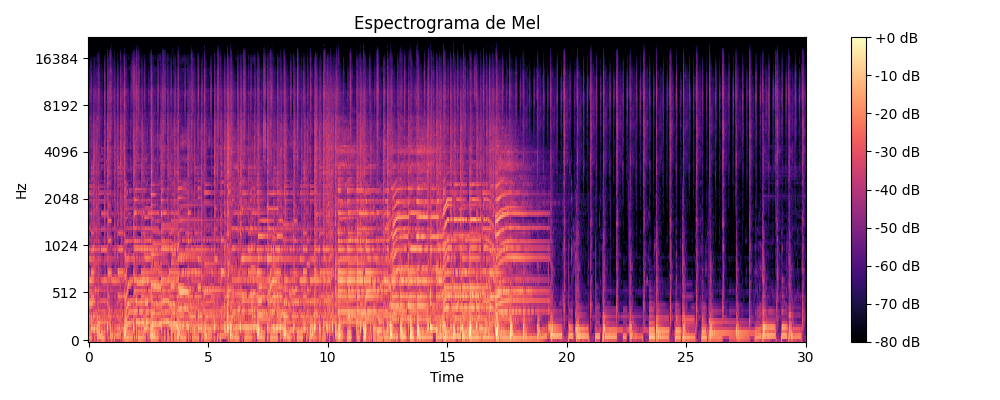 Espectrograma de Mel
Hz
16384
8192
4096
2048
1024
512
0
0 5 10 15 20 25 30
Time
+0 dB
-10 dB
-20 dB
-30 dB
-40 dB
-50 dB
-60 dB
-70 dB
-80 dB